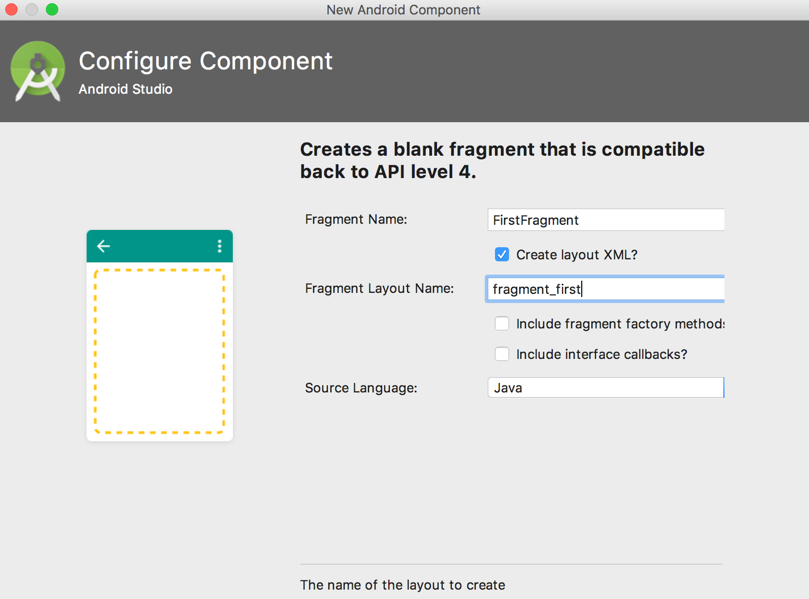 New Android Component
Configure Component
Android Studio
Creates a blank fragment that is compatible
back to API level 4.
Fragment Name:
FirstFragment
Create layout XML?
Fragment Layout Name:
fragment_first
Include fragment factory methods
Include interface callbacks?
Source Language:
Java
The name of the layout to create